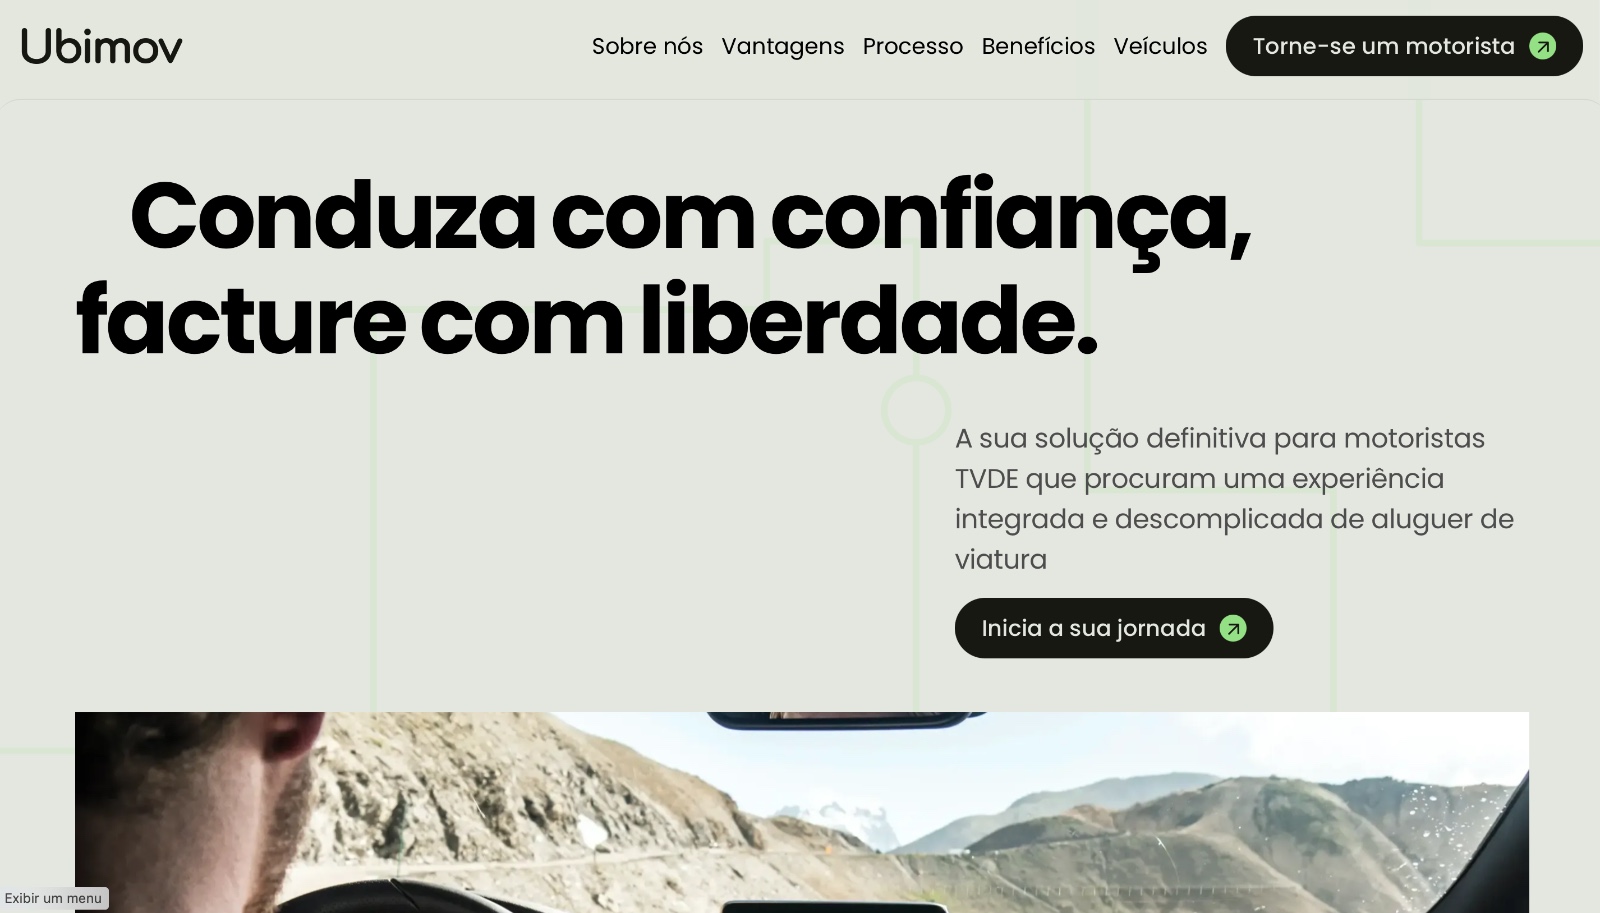 Ubimov
Sobre nós Vantagens Processo Benefícios Veículos Torne-se um motorista
Conduza com confiança,
facture com liberdade.
A sua solução definitiva para motoristas
TVDE que procuram uma experiência
integrada e descomplicada de aluguer de
viatura
Inicia a sua jornada
Exibir um menu